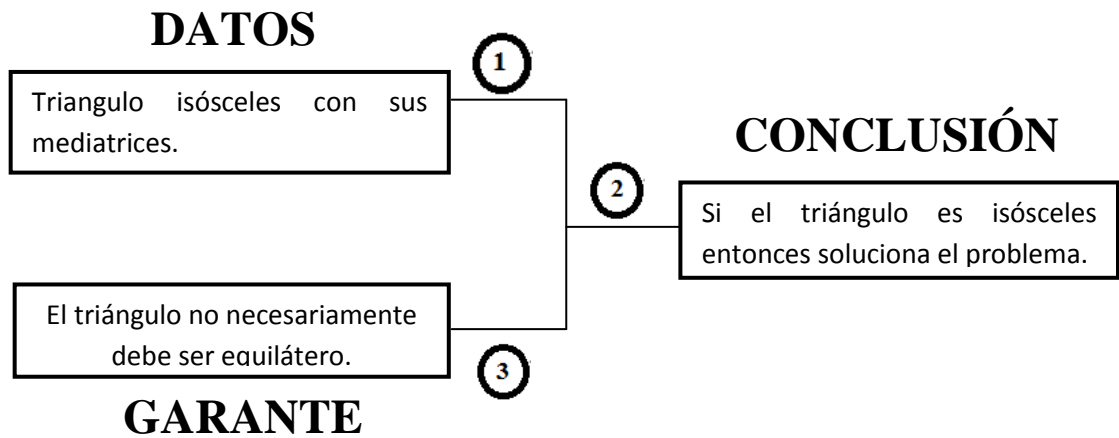 DATOS
1
Triangulo isósceles con sus
mediatrices.
CONCLUSIÓN
2
Si el triángulo es isósceles
entonces soluciona el problema.
El triángulo no necesariamente
debe ser equilátero.
3
GARANTE